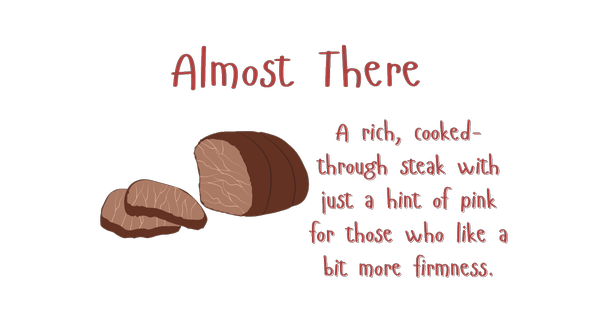 Almost There
A rich, cooked-
through steak with
just a hint of pink
for those who like a
bit more firmness.